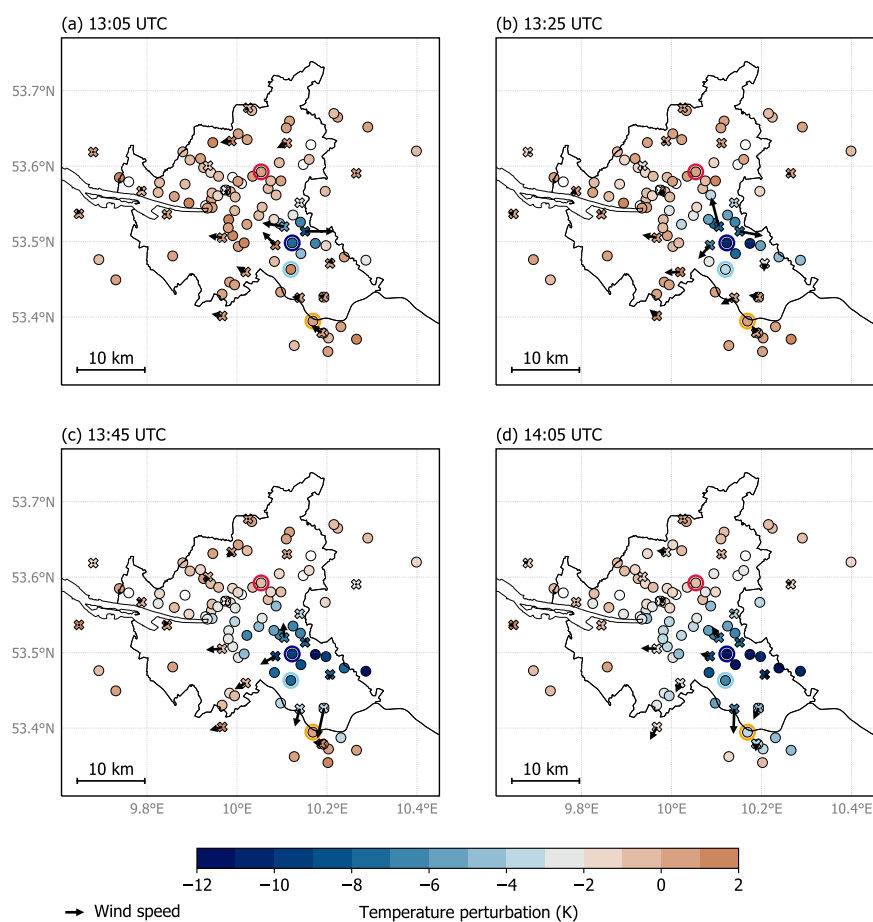 (a) 13:05 UTC
(b) 13:25 UTC
53.7°N
53.6°N
53.5°N
53.4°N
10 km
10 km
(c) 13:45 UTC
(d) 14:05 UTC
53.7°N
53.6°N
53.5°N
53.4°N
10 km
10 km
9.8°E 10°E 10.2°E 10.4°E
9.8°E 10°E 10.2°E 10.4°E
−12 −10 −8 −6 −4 −2 0 2
Wind speed
Temperature perturbation (K)